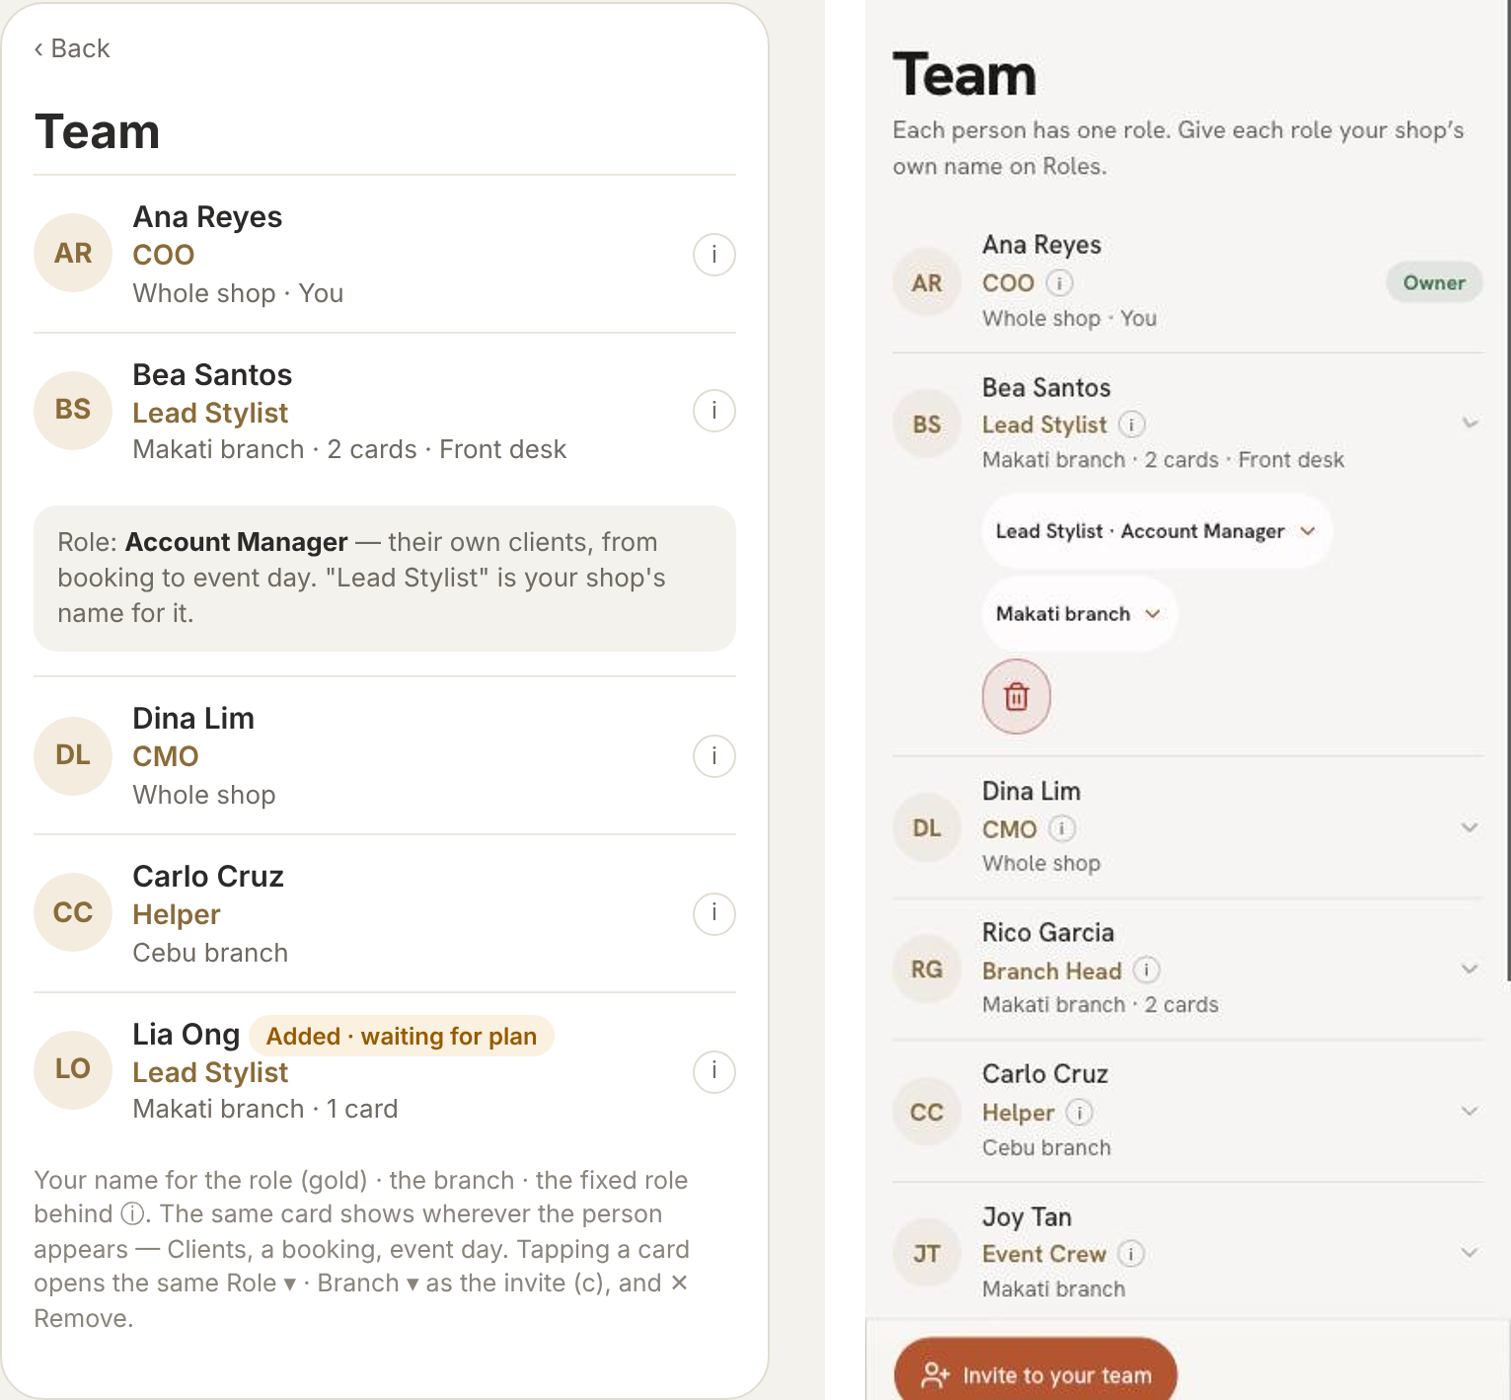 ‹ Back
Team
AR
Ana Reyes
COO
Whole shop · You
i
BS
Bea Santos
Lead Stylist
Makati branch · 2 cards · Front desk
i
Role: Account Manager — their own clients, from
booking to event day. "Lead Stylist" is your shop's
name for it.
DL
Dina Lim
CMO
Whole shop
i
CC
Carlo Cruz
Helper
Cebu branch
i
LO
Lia Ong Added · waiting for plan
Lead Stylist
Makati branch · 1 card
i
Your name for the role (gold) · the branch · the fixed role
behind ⓘ. The same card shows wherever the person
appears — Clients, a booking, event day. Tapping a card
opens the same Role ▾ · Branch ▾ as the invite (c), and ✕
Remove.
Team
Each person has one role. Give each role your shop’s
own name on Roles.
AR
Ana Reyes
COO i
Whole shop · You
Owner
BS
Bea Santos
Lead Stylist i
Makati branch · 2 cards · Front desk
Lead Stylist · Account Manager
Makati branch
DL
Dina Lim
CMO i
Whole shop
RG
Rico Garcia
Branch Head i
Makati branch · 2 cards
CC
Carlo Cruz
Helper i
Cebu branch
JT
Joy Tan
Event Crew i
Makati branch
Invite to your team